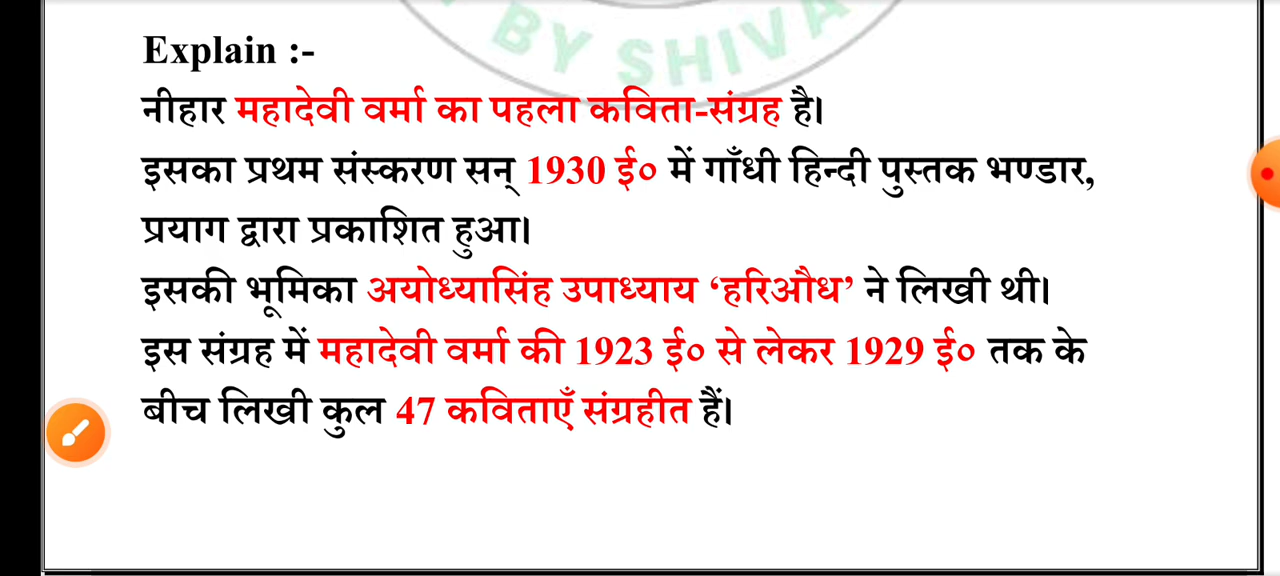 BY SHIVA
Explain :-
नीहार महादेवी वर्मा का पहला कविता-संग्रह है।
इसका प्रथम संस्करण सन् 1930 ई० में गाँधी हिन्दी पुस्तक भण्डार,
प्रयाग द्वारा प्रकाशित हुआ।
इसकी भूमिका अयोध्यासिंह उपाध्याय ‘हरिऔध’ ने लिखी थी।
इस संग्रह में महादेवी वर्मा की 1923 ई० से लेकर 1929 ई० तक के
बीच लिखी कुल 47 कविताएँ संग्रहीत हैं।